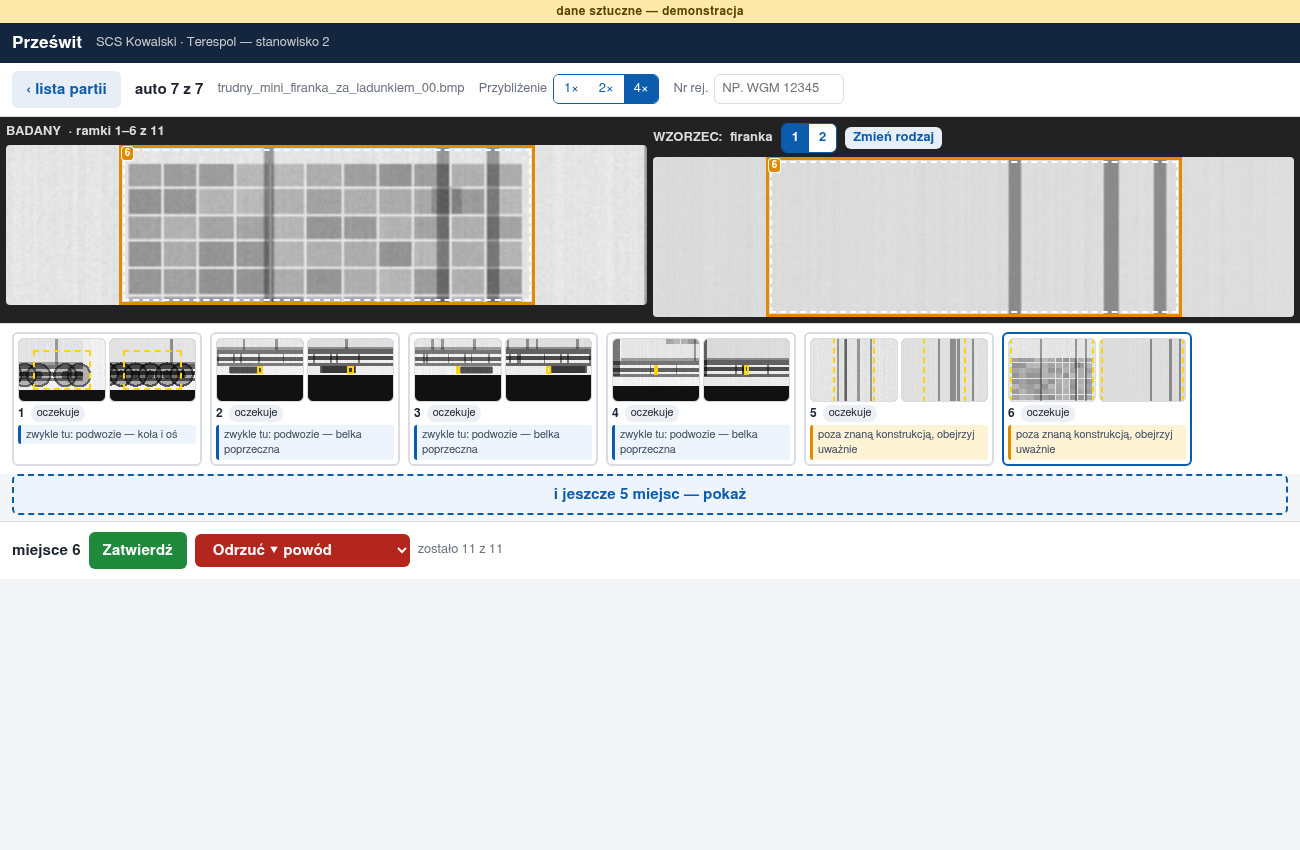 dane sztuczne — demonstracja
Prześwit SCS Kowalski · Terespol — stanowisko 2
‹ lista partii auto 7 z 7 trudny_mini_firanka_za_ladunkiem_00.bmp Przybliżenie 1× 2× 4× Nr rej. NP. WGM 12345
BADANY · ramki 1–6 z 11
WZORZEC: firanka 1 2 Zmień rodzaj
6
6
1 oczekuje
zwykle tu: podwozie — koła i oś
2 oczekuje
zwykle tu: podwozie — belka
poprzeczna
3 oczekuje
zwykle tu: podwozie — belka
poprzeczna
4 oczekuje
zwykle tu: podwozie — belka
poprzeczna
5 oczekuje
poza znaną konstrukcją, obejrzyj
uważnie
6 oczekuje
poza znaną konstrukcją, obejrzyj
uważnie
i jeszcze 5 miejsc — pokaż
miejsce 6 Zatwierdź Odrzuć ▾ powód zostało 11 z 11